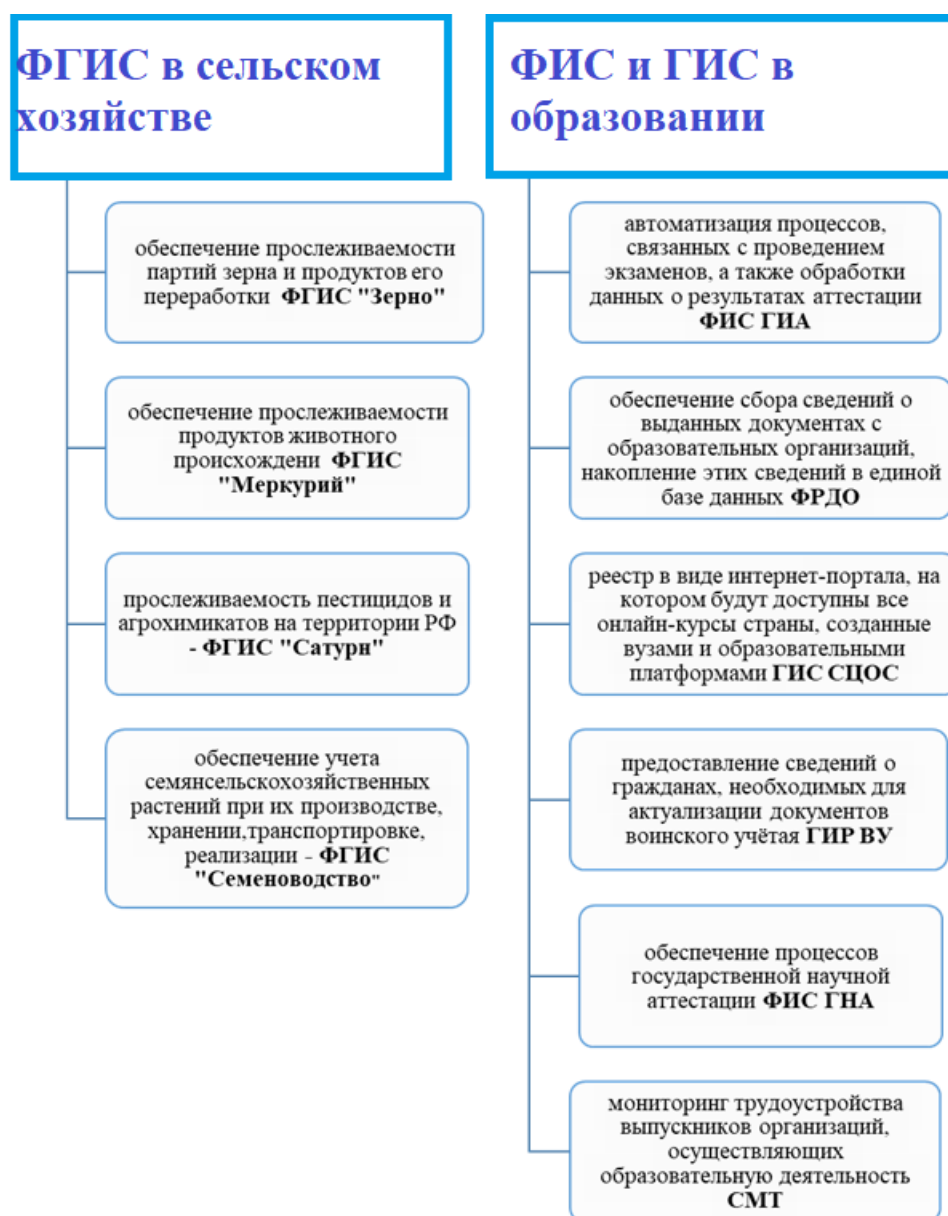 ФГИС в сельском
хозяйстве
обеспечение прослеживаемости
партий зерна и продуктов его
переработки ФГИС "Зерно"
обеспечение прослеживаемости
продуктов животного
происхождени ФГИС
"Меркурий"
прослеживаемость пестицидов и
агрохимикатов на территории РФ
- ФГИС "Сатурн"
обеспечение учета
семянсельскохозяйственных
растений при их производстве,
хранении,транспортировке,
реализации - ФГИС
"Семеноводство"
ФИС и ГИС в
образовании
автоматизация процессов,
связанных с проведением
экзаменов, а также обработки
данных о результатах аттестации
ФИС ГИА
обеспечение сбора сведений о
выданных документах с
образовательных организаций,
накопление этих сведений в единой
базе данных ФРДО
реестр в виде интернет-портала, на
котором будут доступны все
онлайн-курсы страны, созданные
вузами и образовательными
платформами ГИС СЦОС
предоставление сведений о
гражданах, необходимых для
актуализации документов
воинского учётая ГИР ВУ
обеспечение процессов
государственной научной
аттестации ФИС ГНА
мониторинг трудоустройства
выпускников организаций,
осуществляющих
образовательную деятельность
СМТ